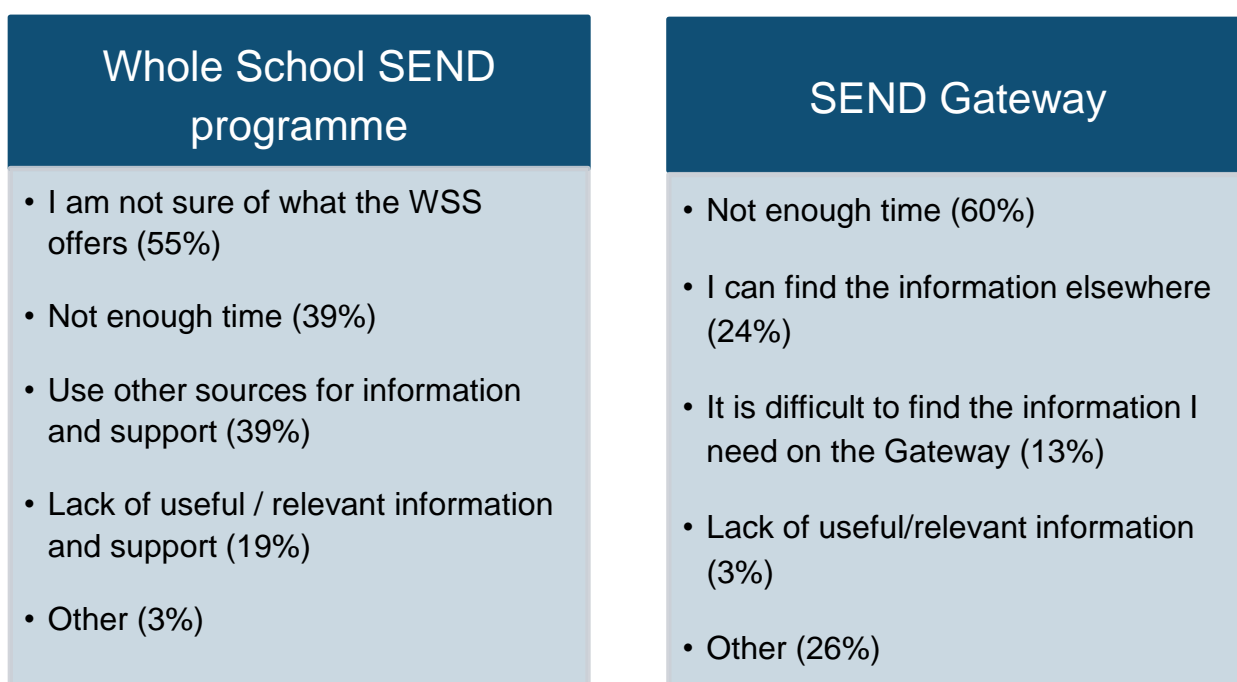 Whole School SEND
programme
• I am not sure of what the WSS
offers (55%)
• Not enough time (39%)
• Use other sources for information
and support (39%)
• Lack of useful / relevant information
and support (19%)
• Other (3%)
SEND Gateway
• Not enough time (60%)
• I can find the information elsewhere
(24%)
• It is difficult to find the information I
need on the Gateway (13%)
• Lack of useful/relevant information
(3%)
• Other (26%)